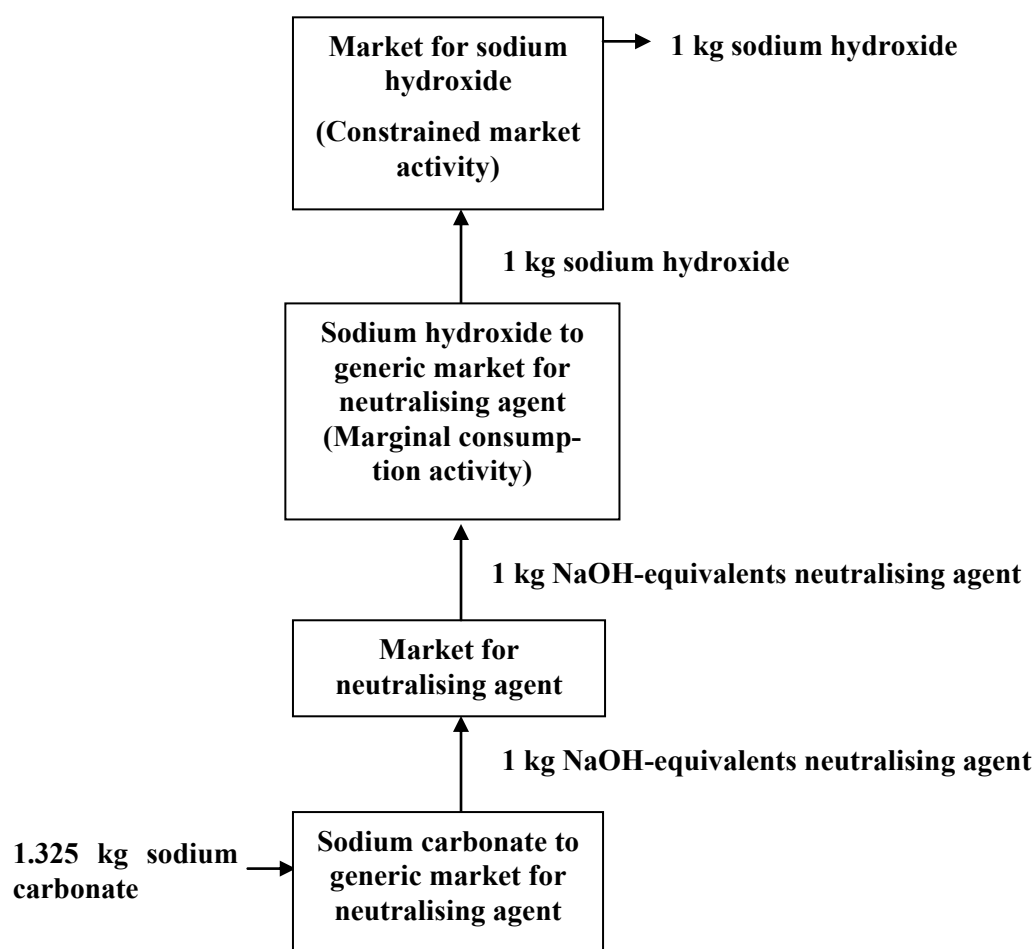 Market for sodium
hydroxide
(Constrained market
activity)
1 kg sodium hydroxide
1 kg sodium hydroxide
Sodium hydroxide to
generic market for
neutralising agent
(Marginal consump-
tion activity)
1 kg NaOH-equivalents neutralising agent
Market for
neutralising agent
1 kg NaOH-equivalents neutralising agent
1.325 kg sodium
carbonate
Sodium carbonate to
generic market for
neutralising agent